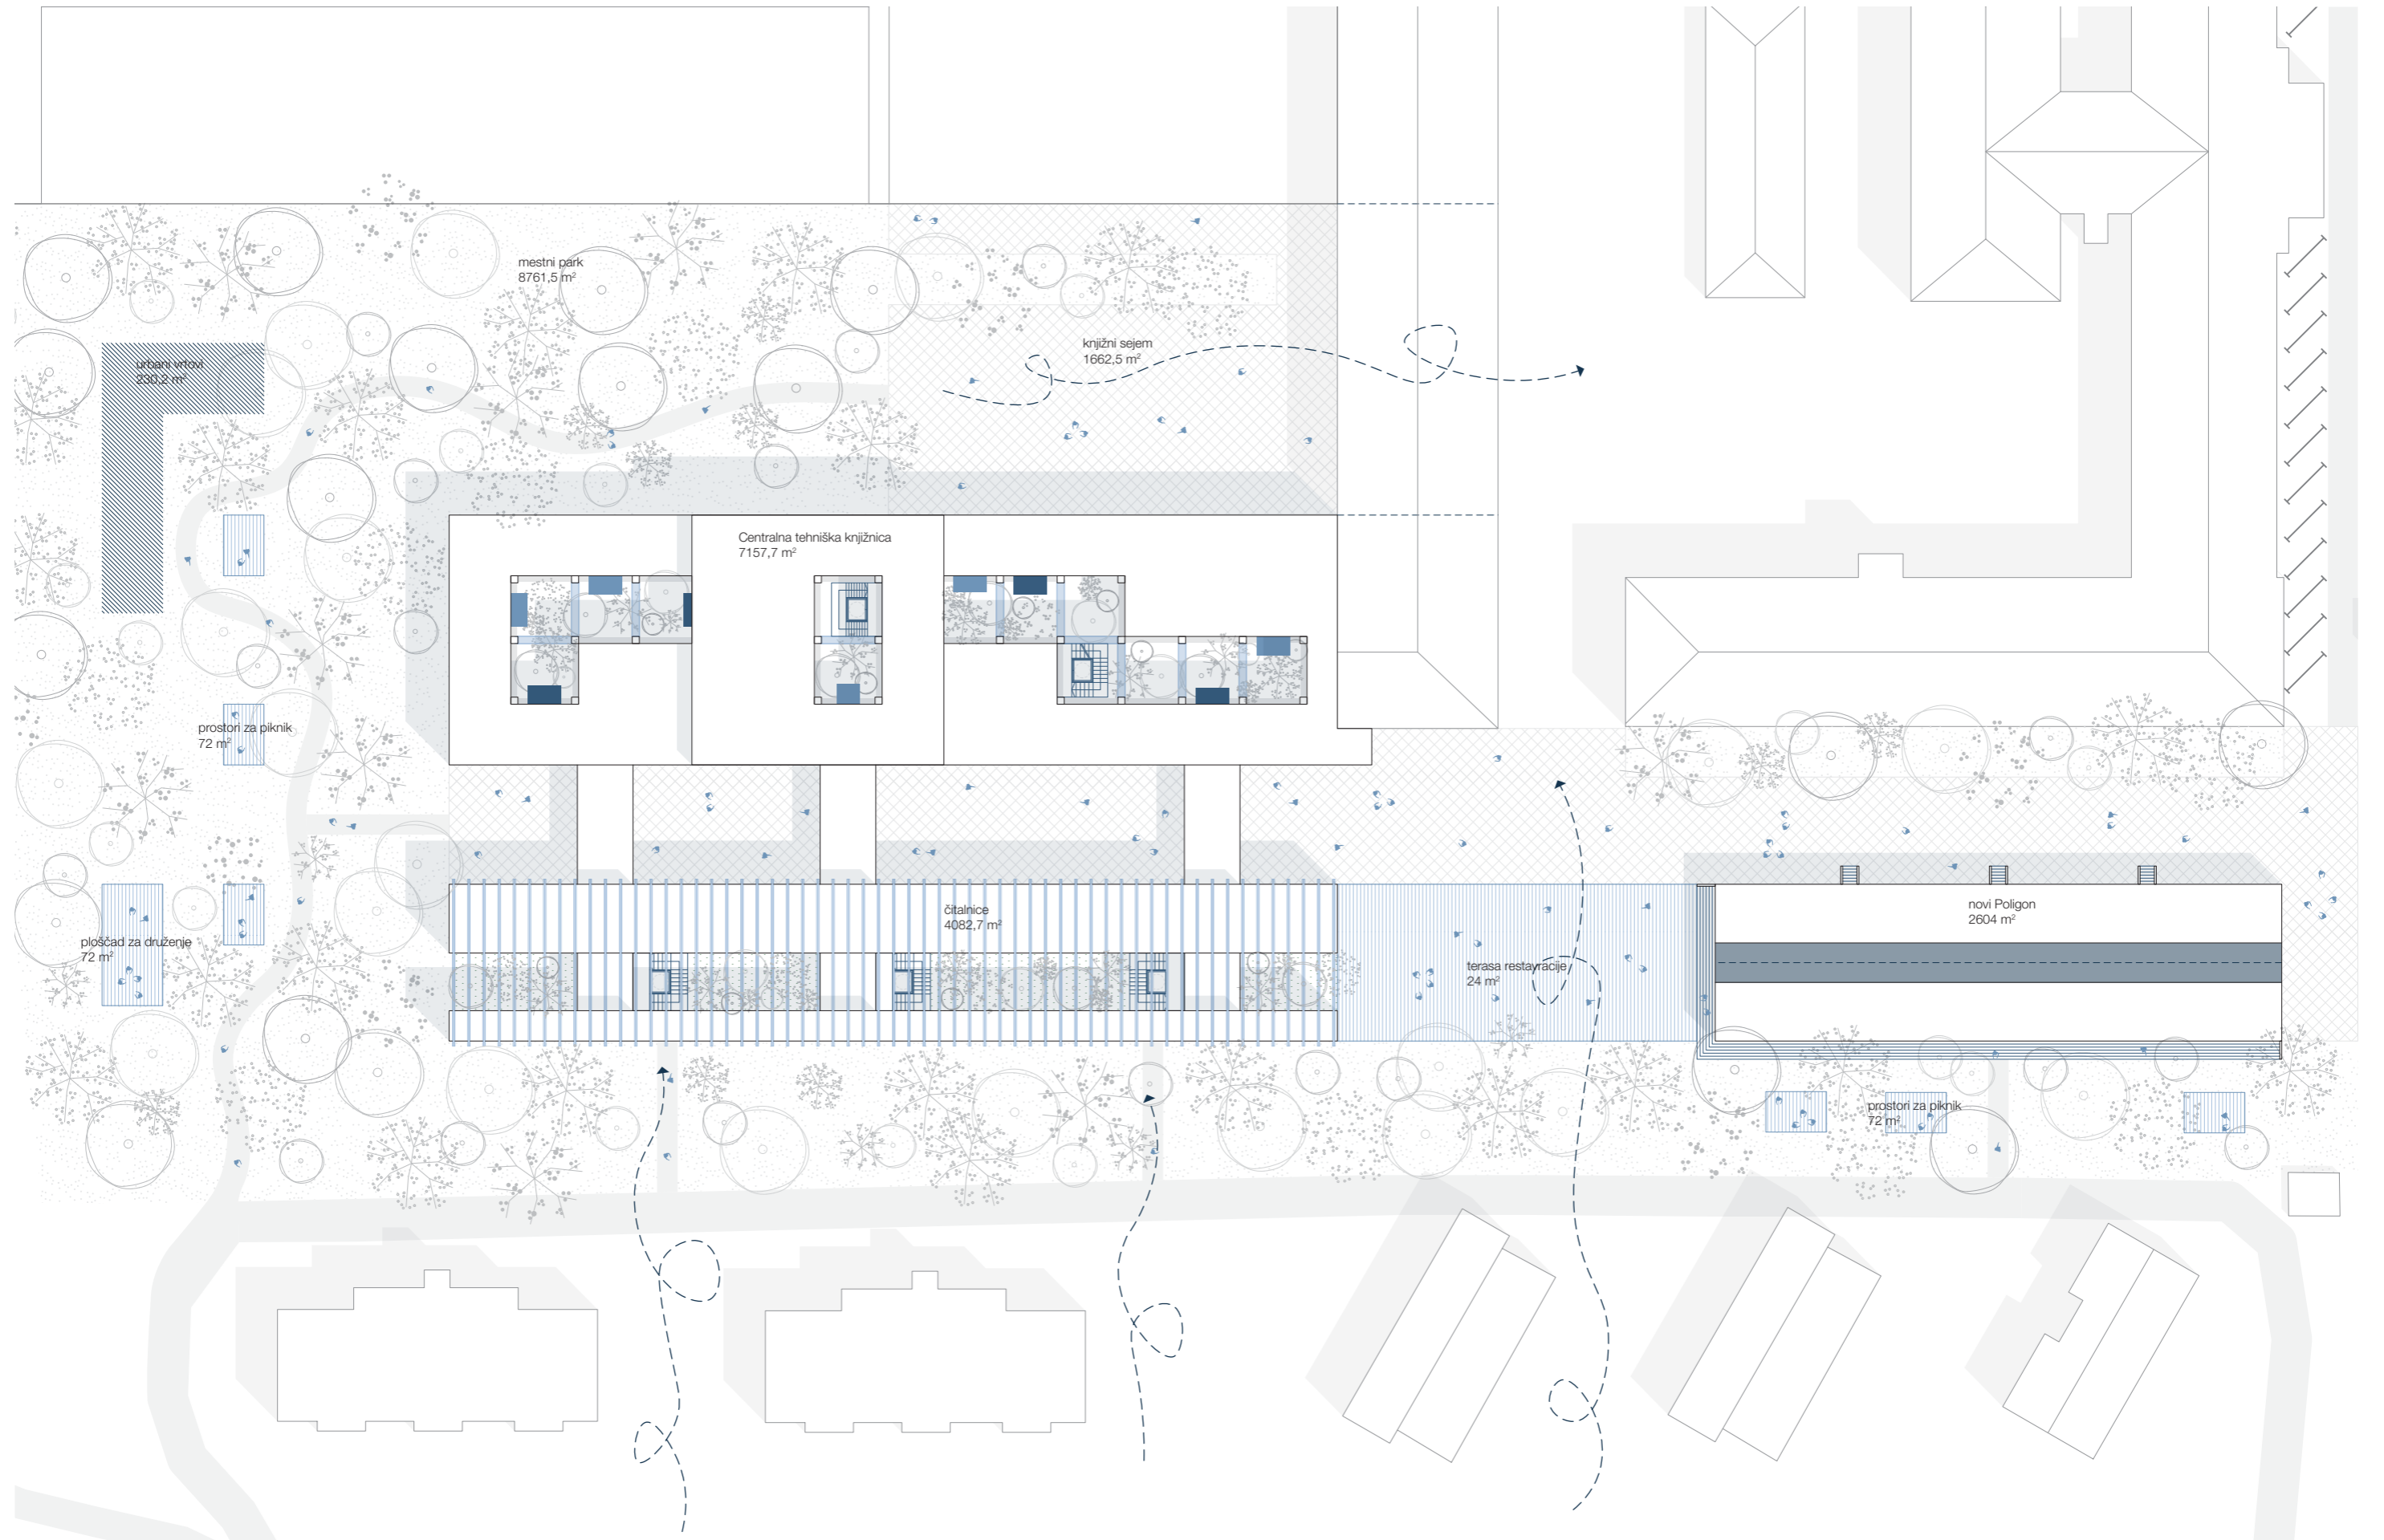 mestni park
8761,5 m²
knjižni sejem
1662,5 m²
urbani vrtovi
230,2 m²
Centralna tehniška knjižnica
7157,7 m²
prostori za piknik
72 m²
čitalnice
4082,7 m²
novi Poligon
2604 m²
ploščad za druženje
72 m²
terasa restavracije
24 m²
prostori za piknik
72 m²